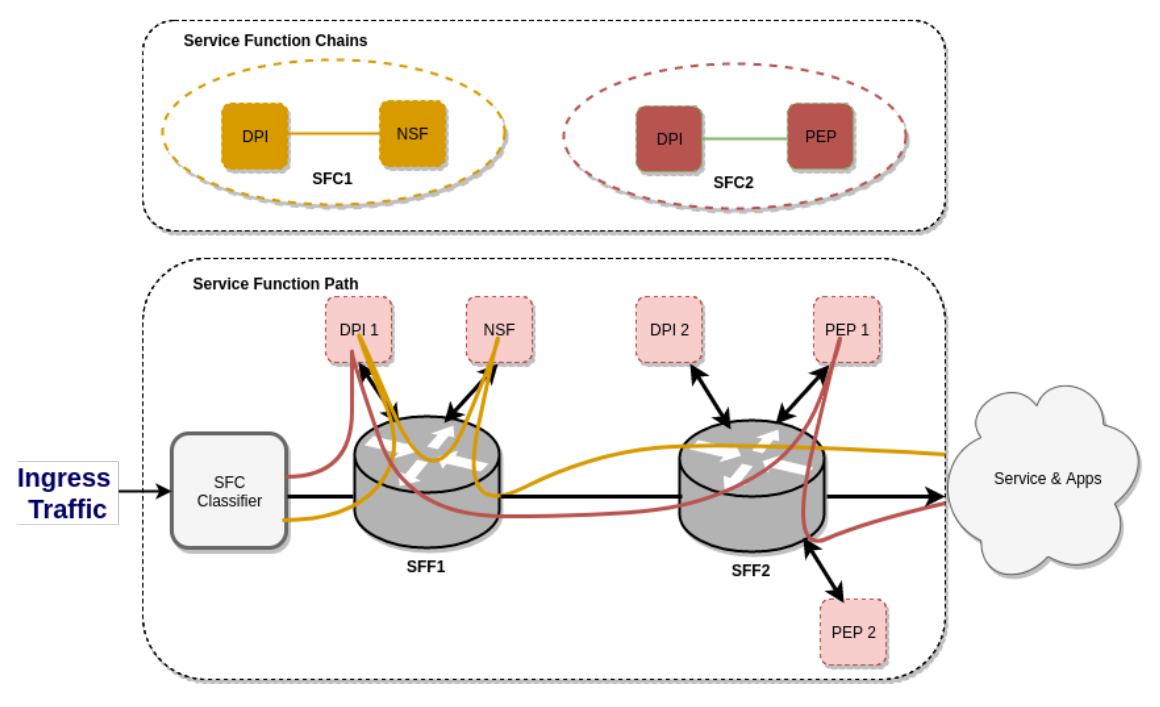 Service Function Chains
DPI
NSF
SFC1
DPI
PEP
SFC2
Service Function Path
DPI 1
NSF
DPI 2
PEP 1
Ingress
Traffic
SFC
Classifier
SFF1
SFF2
Service & Apps
PEP 2